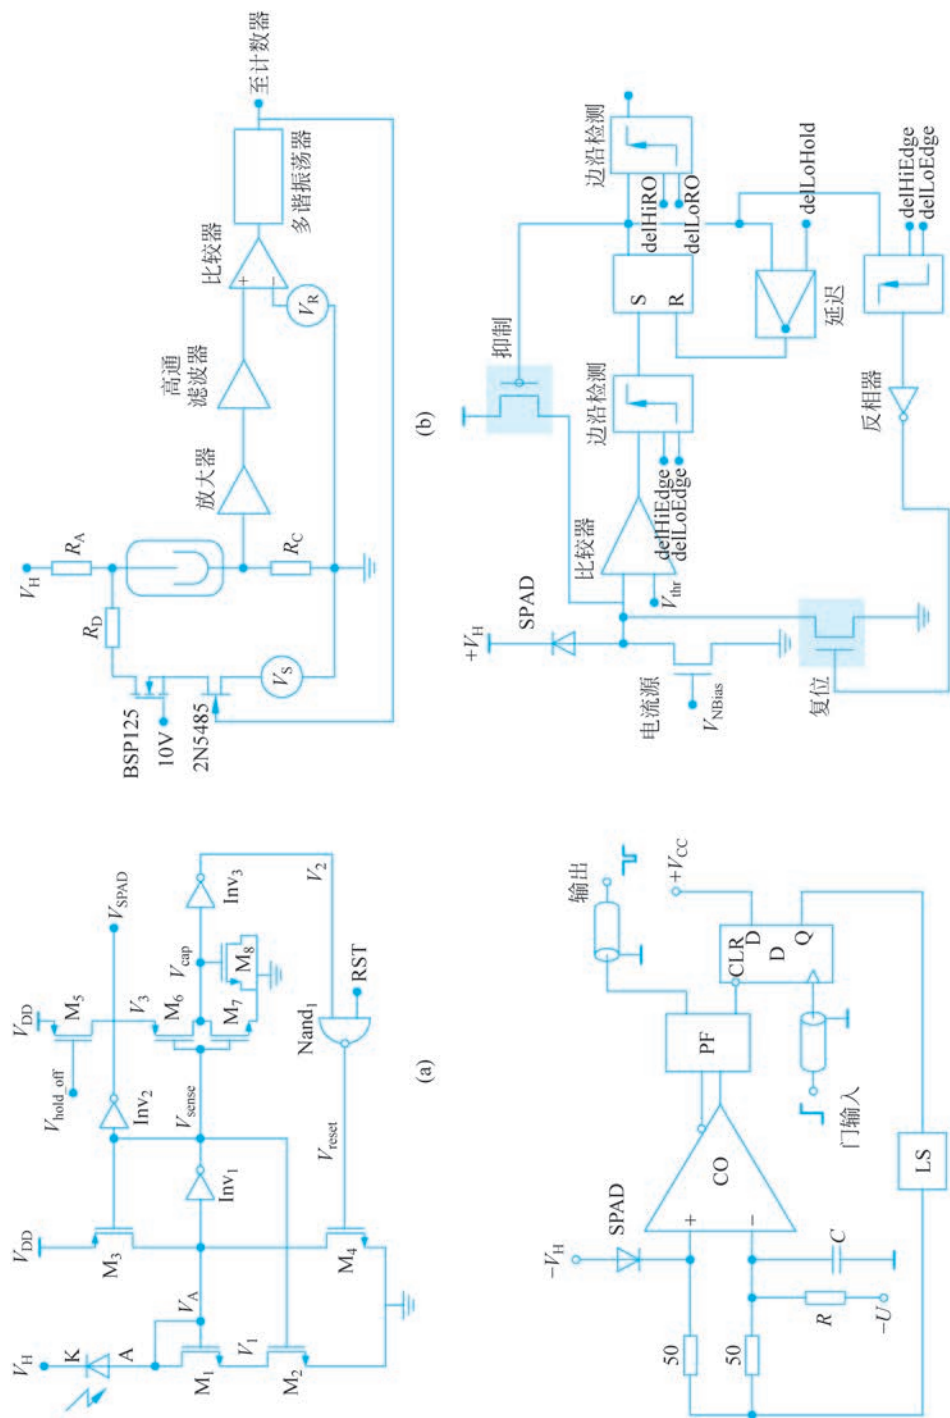 V_H
K
A
V_A
M_1
V_1
M_2
V_DD
M_3
Inv_1
M_4
V_reset
V_hold_off
Inv_2
V_sense
V_DD
M_5
V_3
M_6
M_7
V_SPAD
V_cap
M_8
Inv_3
V_2
Nand_1
RST
(a)
V_H
R_A
R_D
BSP125
10V
2N5485
V_S
R_C
放大器
高通
滤波器
比较器
+
−
V_R
多谐振荡器
至计数器
(b)
−V_H
SPAD
50
50
+
−
CO
R
C
−U
PF
输出
+V_CC
CLR
D
D
Q
门输入
LS
+V_H
SPAD
电流源
V_NBias
复位
V_thr
比较器
delHiEdge
delLoEdge
边沿检测
抑制
S
R
边沿检测
delHiRO
delLoRO
延迟
delLoHold
反相器
delHiEdge
delLoEdge